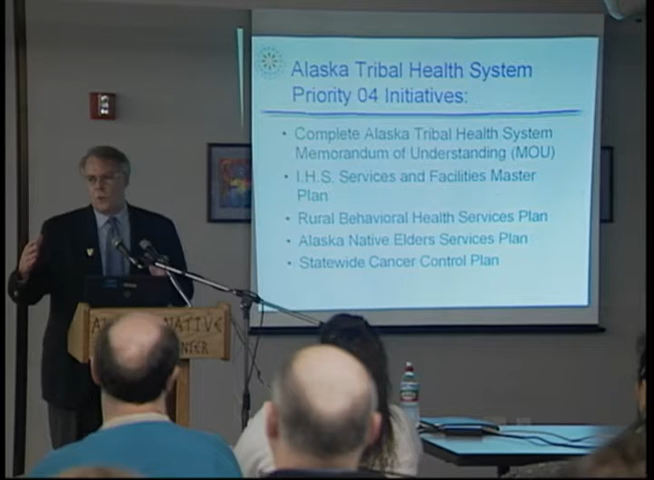 Alaska Tribal Health System
Priority 04 Initiatives:
• Complete Alaska Tribal Health System
Memorandum of Understanding (MOU)
• I.H.S. Services and Facilities Master
Plan
• Rural Behavioral Health Services Plan
• Alaska Native Elders Services Plan
• Statewide Cancer Control Plan
NATIVE